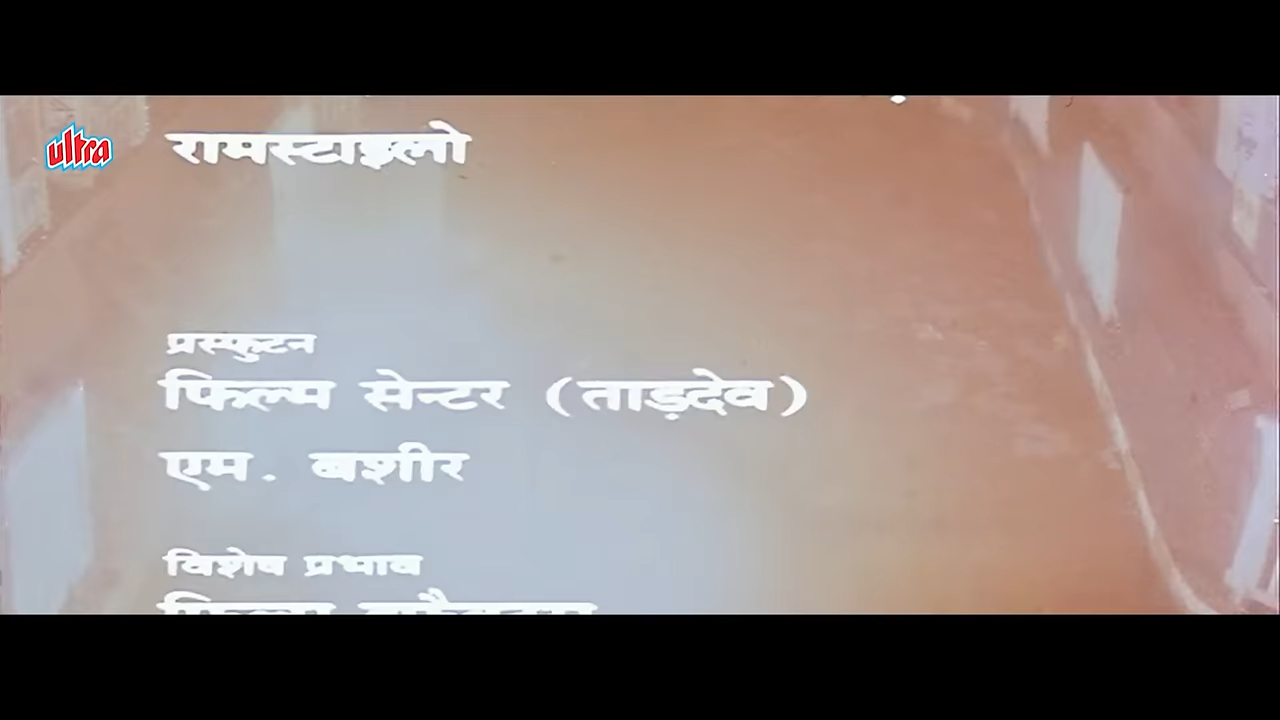 ultra
रामस्टाइलो
प्रस्फुटन
फिल्म सेन्टर (ताड़देव)
एम. बशीर
विशेष प्रभाव